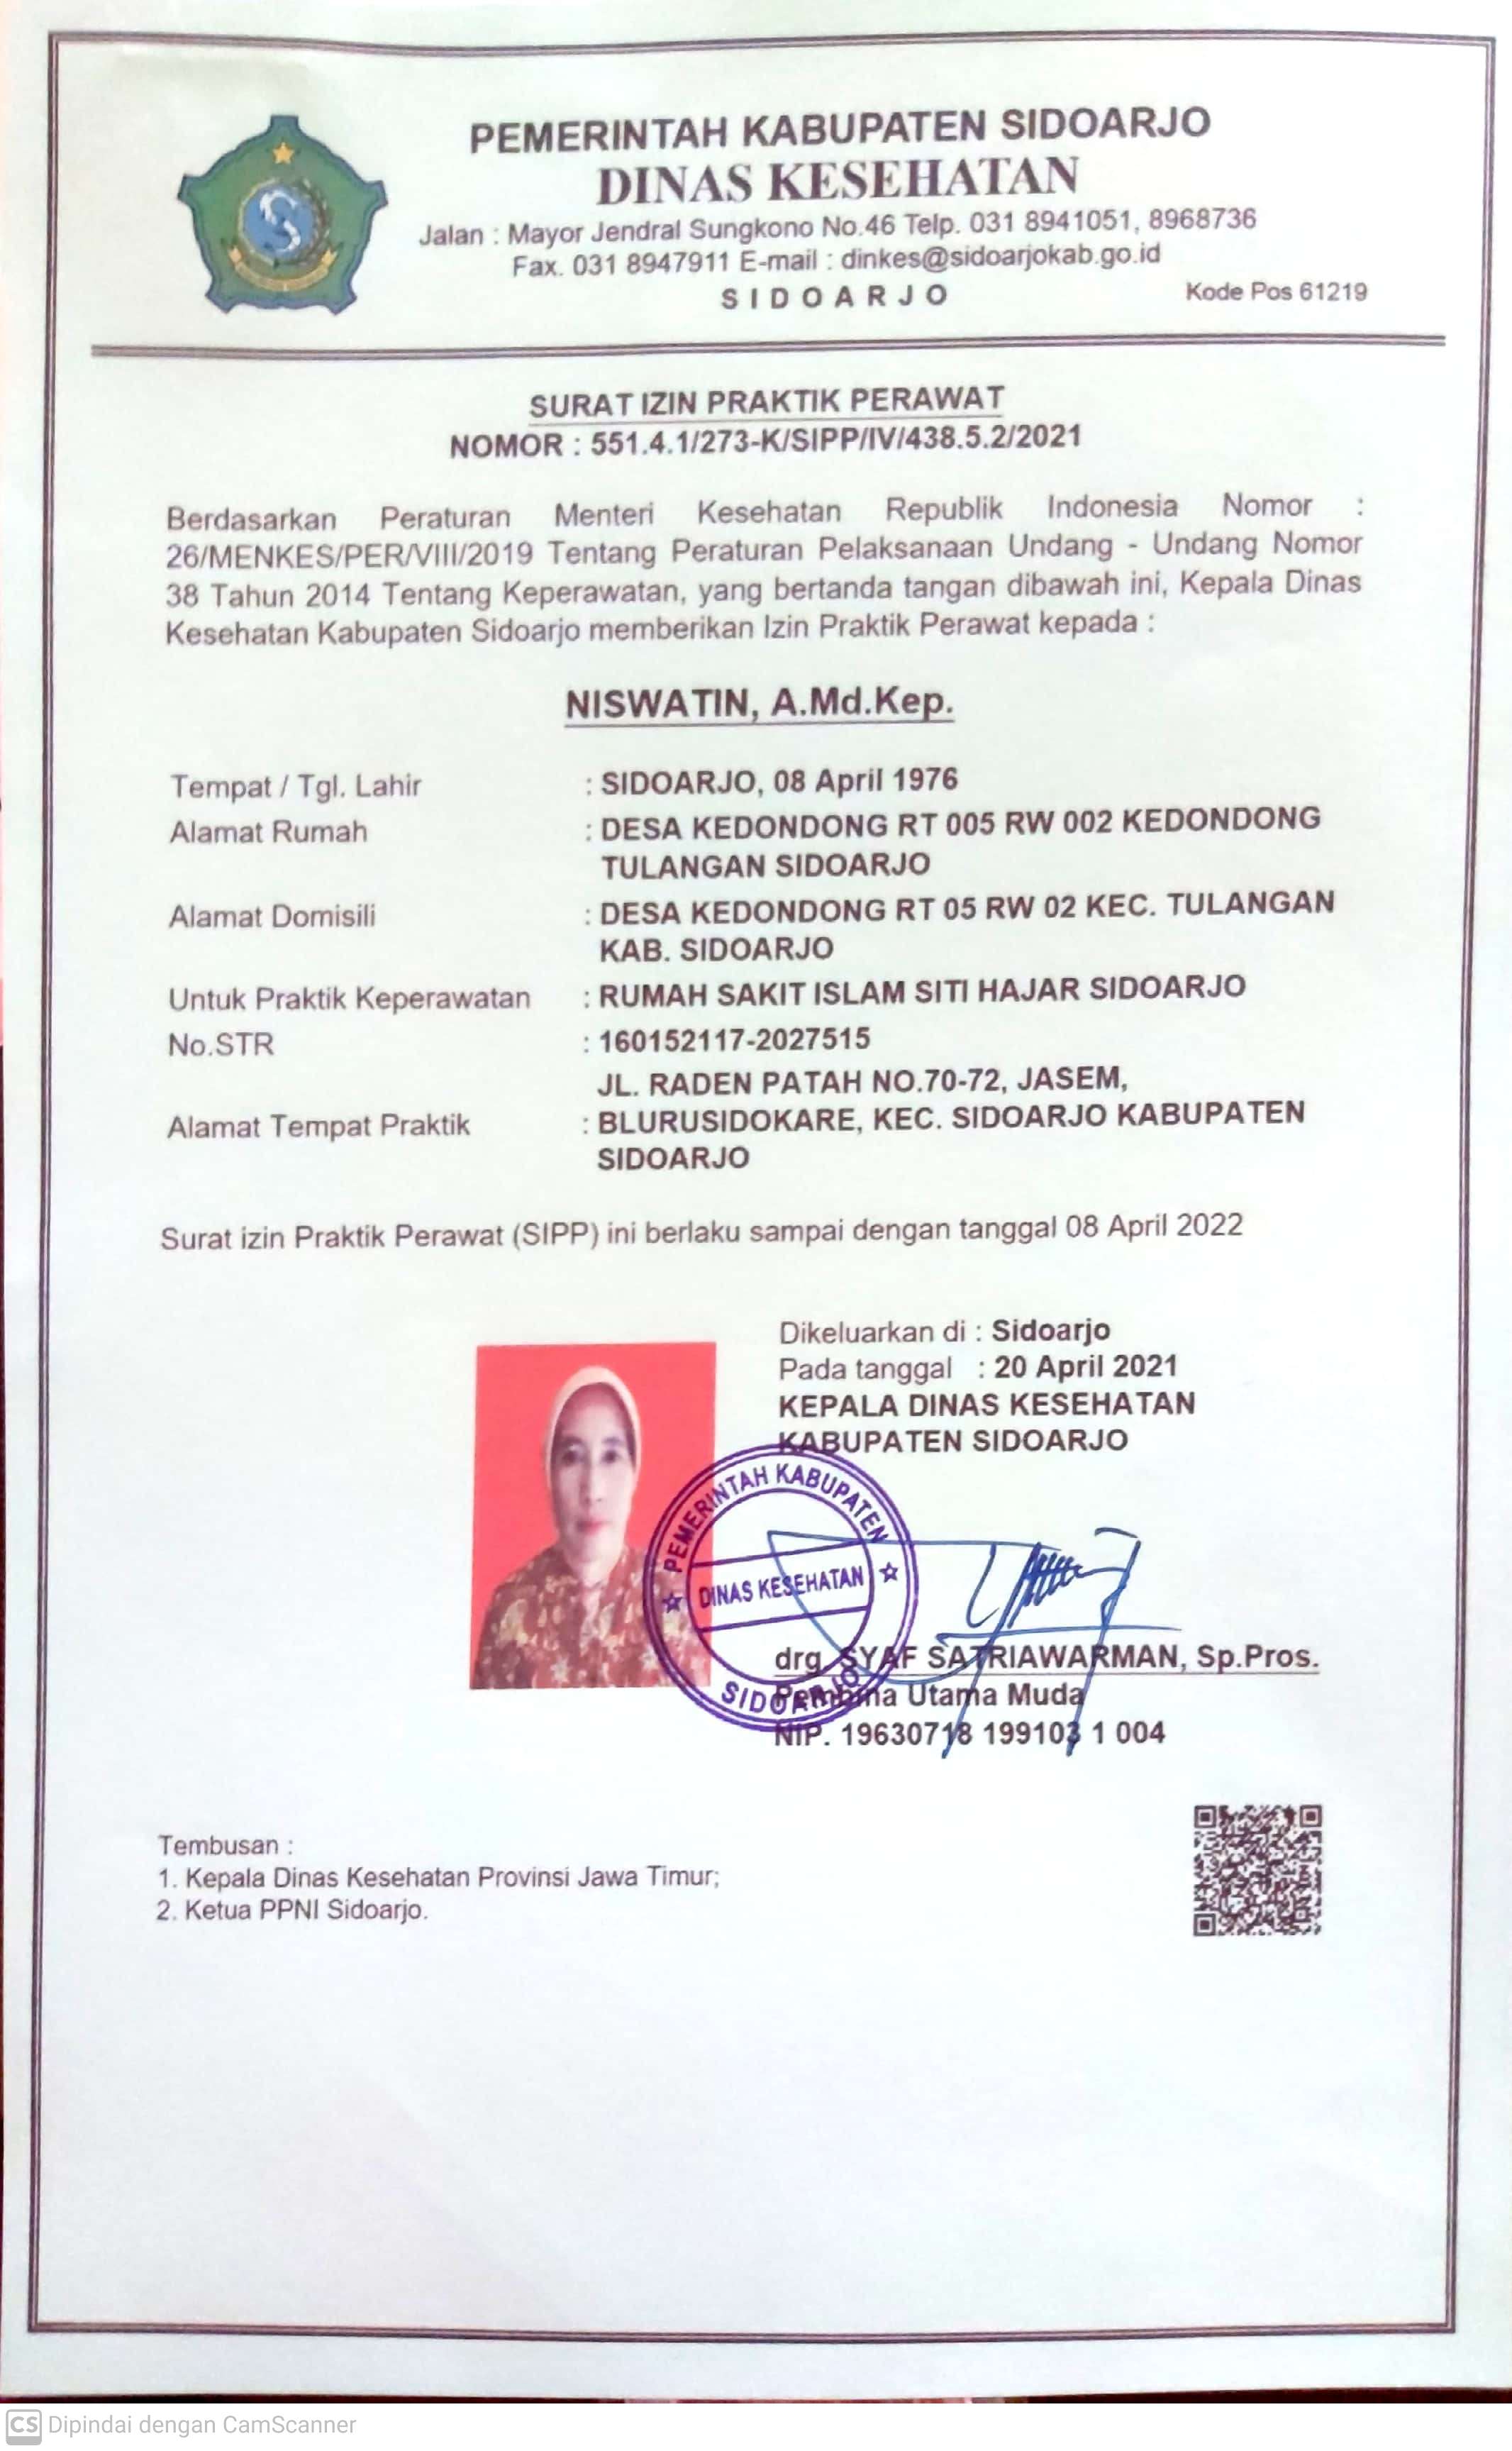 PEMERINTAH KABUPATEN SIDOARJO
DINAS KESEHATAN
Jalan : Mayor Jendral Sungkono No.46 Telp. 031 8941051, 8968736
Fax. 031 8947911 E-mail : dinkes@sidoarjokab.go.id
SIDOARJO Kode Pos 61219
SURAT IZIN PRAKTIK PERAWAT
NOMOR : 551.4.1/273-K/SIPP/IV/438.5.2/2021
Berdasarkan Peraturan Menteri Kesehatan Republik Indonesia Nomor :
26/MENKES/PER/VIII/2019 Tentang Peraturan Pelaksanaan Undang - Undang Nomor
38 Tahun 2014 Tentang Keperawatan, yang bertanda tangan dibawah ini, Kepala Dinas
Kesehatan Kabupaten Sidoarjo memberikan Izin Praktik Perawat kepada :
NISWATIN, A.Md.Kep.
Tempat / Tgl. Lahir : SIDOARJO, 08 April 1976
Alamat Rumah : DESA KEDONDONG RT 005 RW 002 KEDONDONG
TULANGAN SIDOARJO
Alamat Domisili : DESA KEDONDONG RT 05 RW 02 KEC. TULANGAN
KAB. SIDOARJO
Untuk Praktik Keperawatan : RUMAH SAKIT ISLAM SITI HAJAR SIDOARJO
No.STR : 160152117-2027515
JL. RADEN PATAH NO.70-72, JASEM,
Alamat Tempat Praktik : BLURUSIDOKARE, KEC. SIDOARJO KABUPATEN
SIDOARJO
Surat izin Praktik Perawat (SIPP) ini berlaku sampai dengan tanggal 08 April 2022
Dikeluarkan di : Sidoarjo
Pada tanggal : 20 April 2021
KEPALA DINAS KESEHATAN
KABUPATEN SIDOARJO
PEMERINTAH KABUPATEN
DINAS KESEHATAN
SIDOARJO
drg. SYAF SATRIAWARMAN, Sp.Pros.
Pembina Utama Muda
NIP. 19630718 199103 1 004
Tembusan :
1. Kepala Dinas Kesehatan Provinsi Jawa Timur;
2. Ketua PPNI Sidoarjo.
CS Dipindai dengan CamScanner